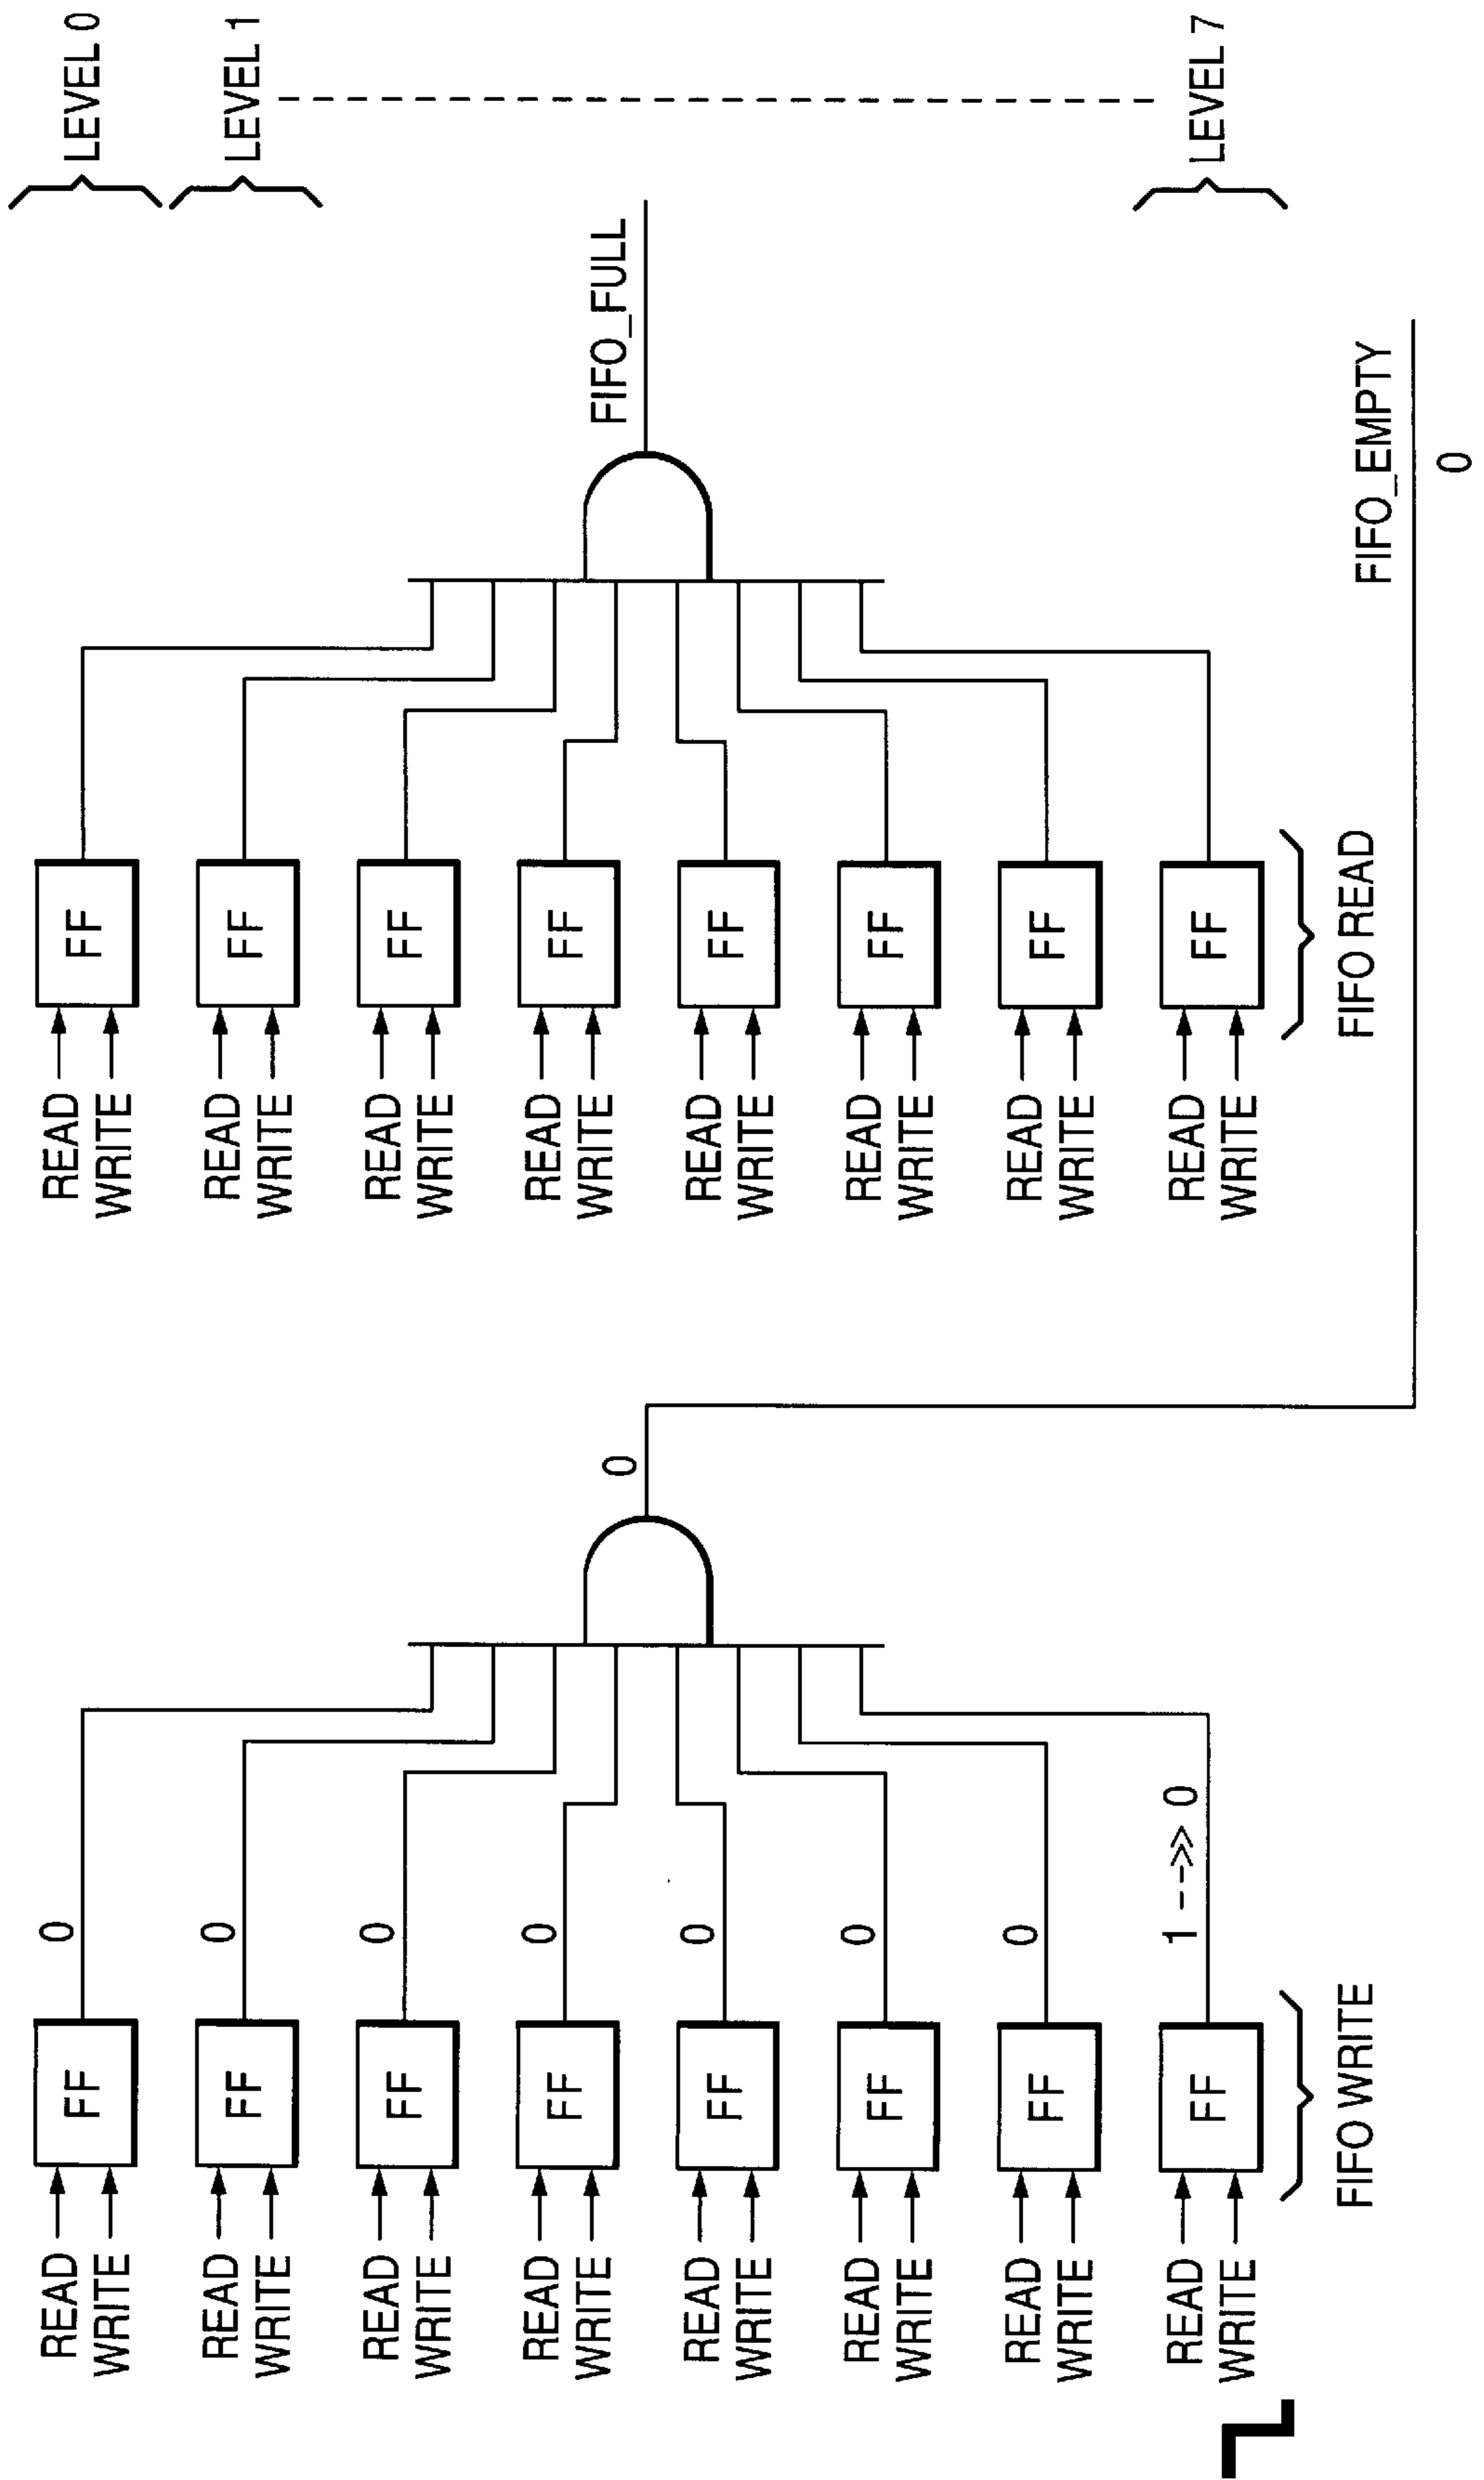 LEVEL 0
LEVEL 1
LEVEL 7
FIFO_FULL
FIFO_EMPTY
0
FF
READ
WRITE
FF
READ
WRITE
FF
READ
WRITE
FF
READ
WRITE
FF
READ
WRITE
FF
READ
WRITE
FF
READ
WRITE
FF
READ
WRITE
FIFO READ
0
0
FF
READ
WRITE
0
FF
READ
WRITE
0
FF
READ
WRITE
0
FF
READ
WRITE
0
FF
READ
WRITE
0
FF
READ
WRITE
0
FF
READ
WRITE
1 -->> 0
FF
READ
WRITE
FIFO WRITE